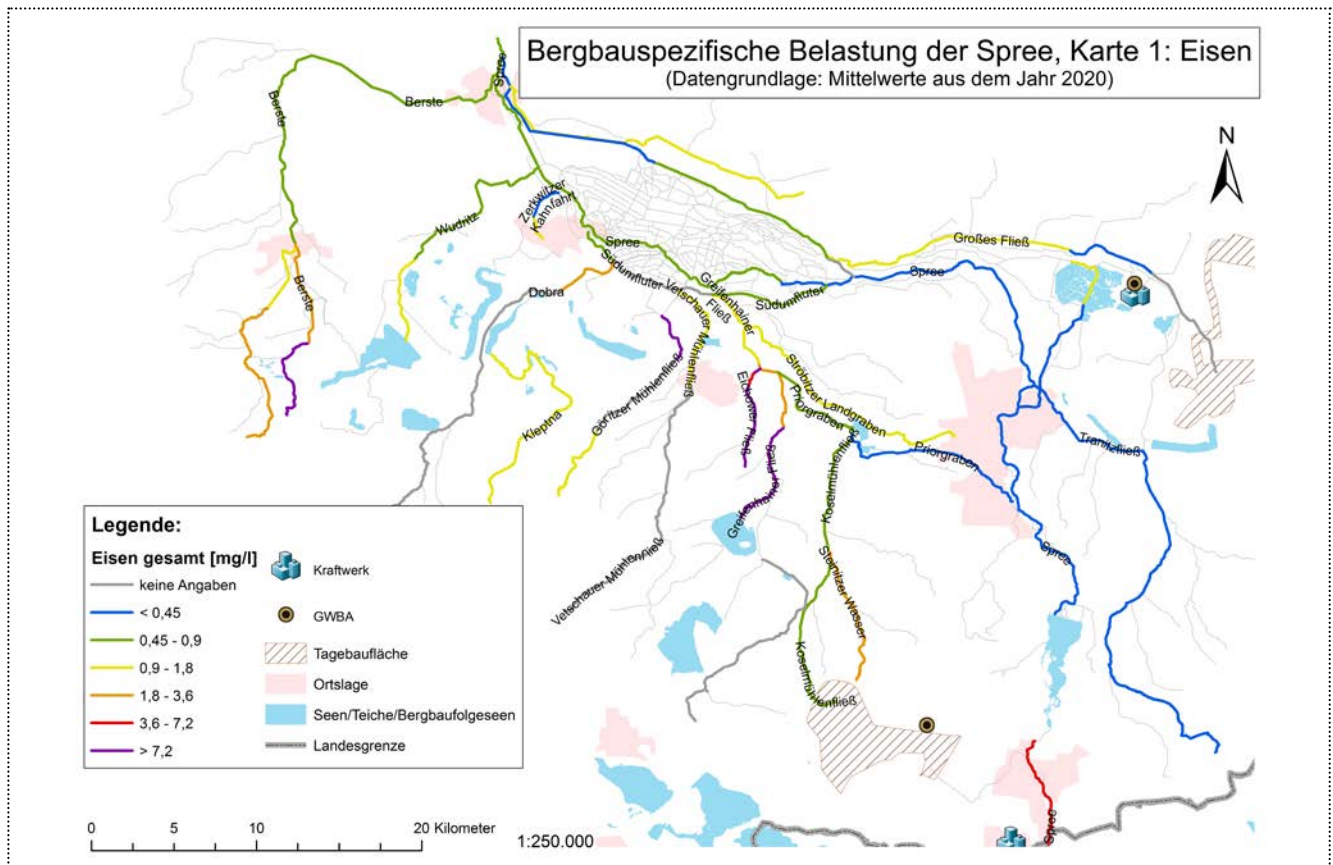 Bergbauspezifische Belastung der Spree, Karte 1: Eisen
(Datengrundlage: Mittelwerte aus dem Jahr 2020)
N
Spree
Berste
Berste
Zerkwitzer
Kahnfahrt
Wudritz
Spree
Großes Fließ
Spree
Südumfluter
Vetschauer Mühlenfließ
Greifenhainer
Fließ
Südumfluter
Berste
Dobra
Ströbitzer Landgraben
Priorgraben
Eichower Fließ
Görlitzer Mühlenfließ
Kleptna
Priorgraben
Tranitzfließ
Greifenhainer Fließ
Koselmühlenfließ
Spree
Vetschauer Mühlenfließ
Steinitzer Wasser
Koselmühlenfließ
Spree
Legende:
Eisen gesamt [mg/l]
keine Angaben
< 0,45
0,45 - 0,9
0,9 - 1,8
1,8 - 3,6
3,6 - 7,2
> 7,2
Kraftwerk
GWBA
Tagebaufläche
Ortslage
Seen/Teiche/Bergbaufolgeseen
Landesgrenze
0 5 10 20 Kilometer
1:250.000